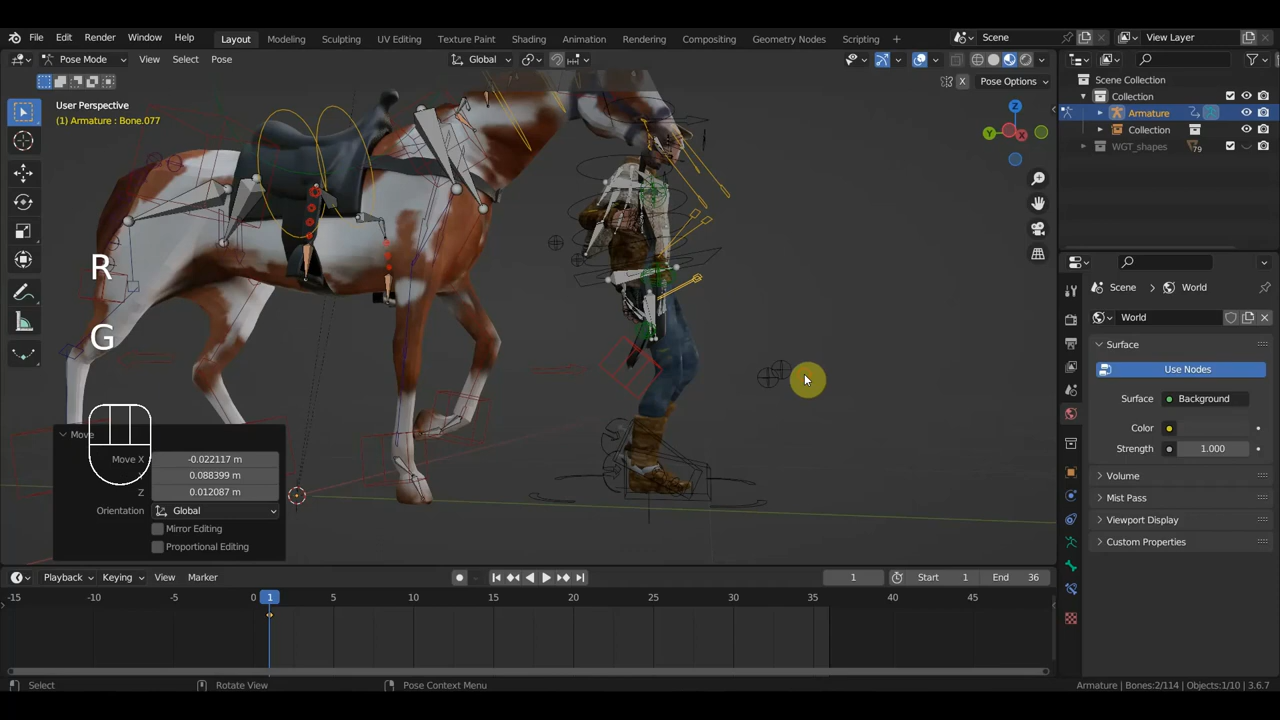 File Edit Render Window Help Layout Modeling Sculpting UV Editing Texture Paint Shading Animation Rendering Compositing Geometry Nodes Scripting + Scene View Layer
Pose Mode View Select Pose Global
X Pose Options
User Perspective
(1) Armature : Bone.077
Z
Y
X
R
G
Move
Move X -0.022117 m
0.088399 m
Z 0.012087 m
Orientation Global
Mirror Editing
Proportional Editing
Scene Collection
Collection
Armature
Collection
WGT_shapes 79
Scene > World
World
Surface
Use Nodes
Surface Background
Color
Strength 1.000
Volume
Mist Pass
Viewport Display
Custom Properties
Playback Keying View Marker
1 Start 1 End 36
-15 -10 -5 0 1 5 10 15 20 25 30 35 40 45
Select Rotate View Pose Context Menu Armature | Bones:2/114 | Objects:1/10 | 3.6.7